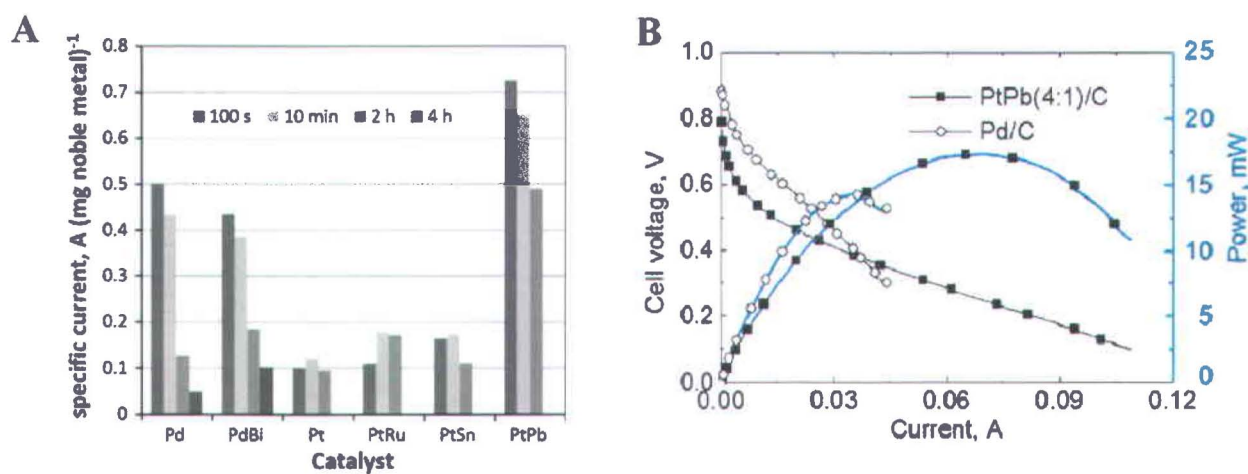 A
specific current, A (mg noble metal)-1
0.8
0.7
0.6
0.5
0.4
0.3
0.2
0.1
0
100 s 10 min 2 h 4 h
Pd PdBi Pt PtRu PtSn PtPb
Catalyst
B
Cell voltage, V
1.0
0.8
0.6
0.4
0.2
0.0
PtPb(4:1)/C
Pd/C
0.00 0.03 0.06 0.09 0.12
Current, A
25
20
15
10
5
0
Power, mW